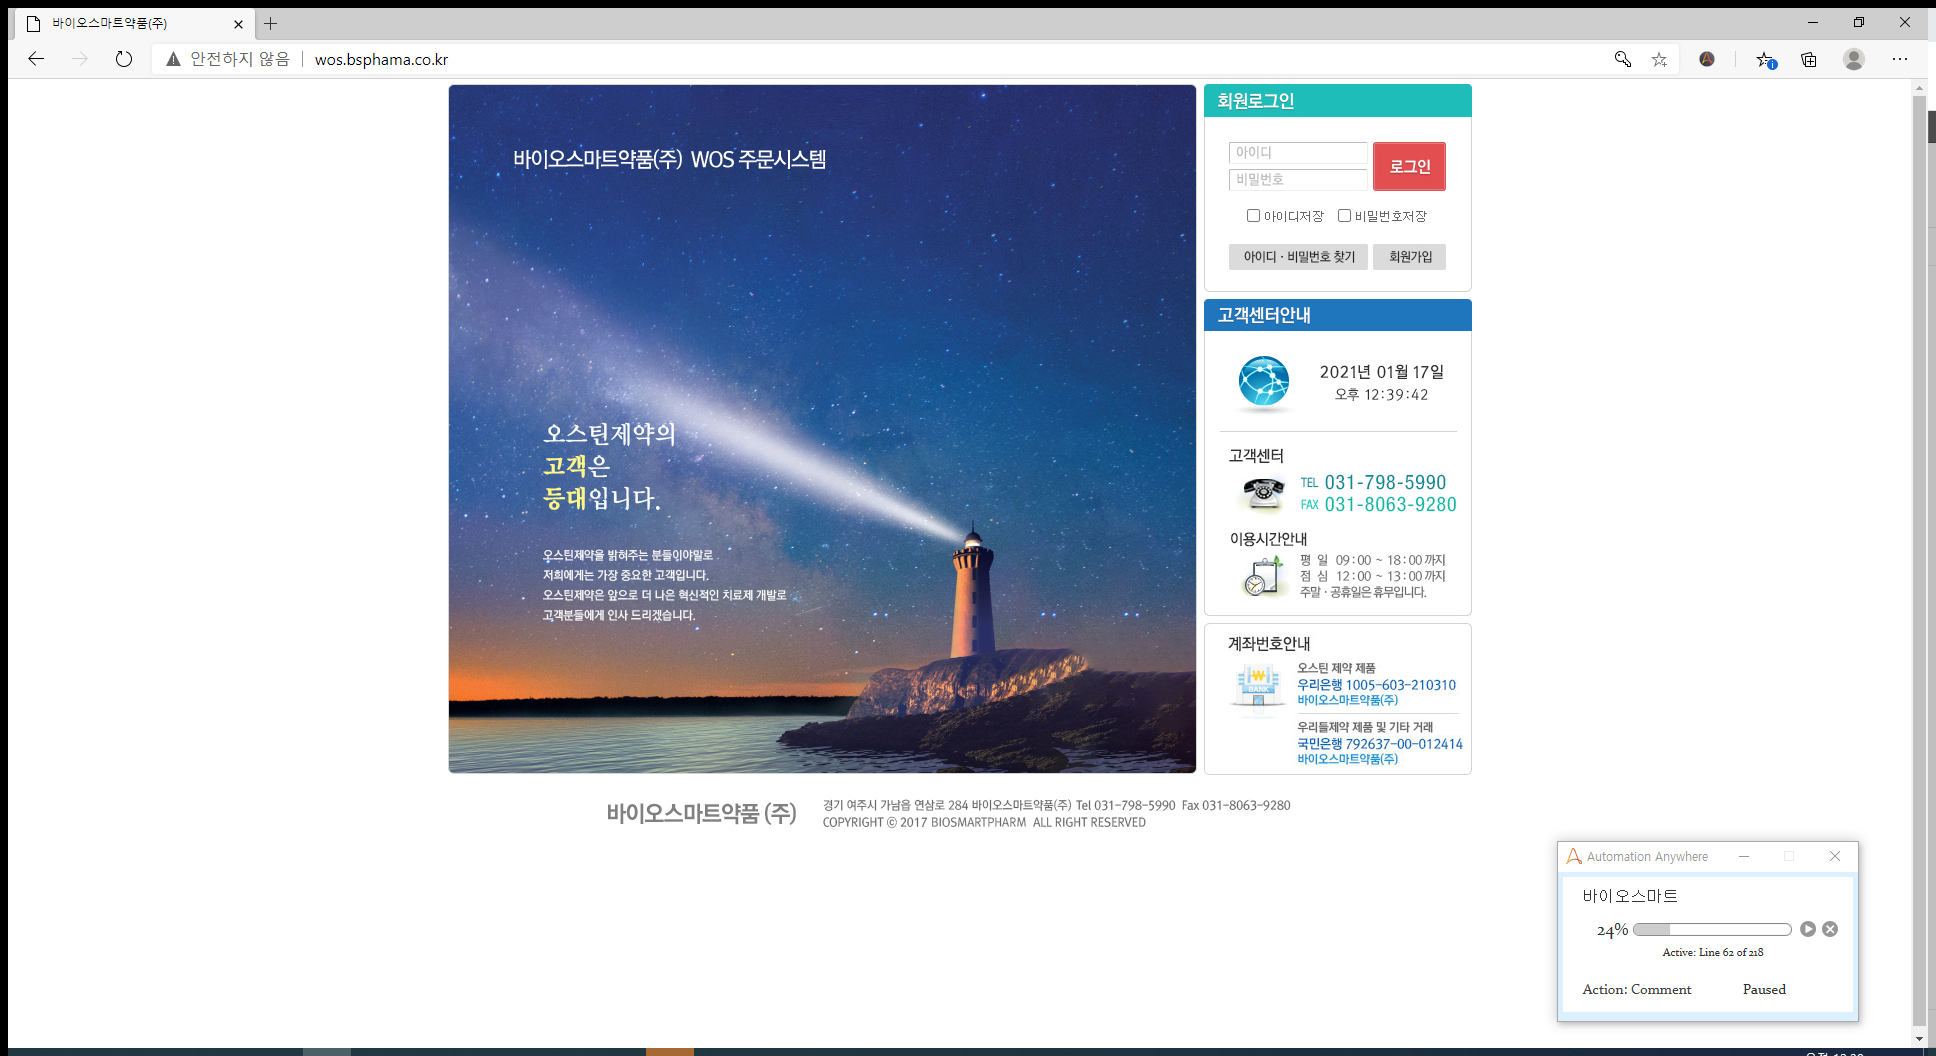 바이오스마트약품(주)
안전하지 않음
wos.bsphama.co.kr
바이오스마트약품(주) WOS 주문시스템
오스틴제약의
고객은
등대입니다.
오스틴제약을 밝혀주는 분들이야말로
저희에게는 가장 중요한 고객입니다.
오스틴제약은 앞으로 더 나은 혁신적인 치료제 개발로
고객분들에게 인사 드리겠습니다.
회원로그인
아이디
비밀번호
로그인
아이디저장 비밀번호저장
아이디 · 비밀번호 찾기 회원가입
고객센터안내
2021년 01월 17일
오후 12:39:42
고객센터
TEL 031-798-5990
FAX 031-8063-9280
이용시간안내
평 일 09:00 ~ 18:00 까지
점 심 12:00 ~ 13:00 까지
주말 · 공휴일은 휴무입니다.
계좌번호안내
BANK
오스틴 제약 제품
우리은행 1005-603-210310
바이오스마트약품(주)
우리들제약 제품 및 기타 거래
국민은행 792637-00-012414
바이오스마트약품(주)
바이오스마트약품 (주)
경기 여주시 가남읍 연삼로 284 바이오스마트약품(주) Tel 031-798-5990 Fax 031-8063-9280
COPYRIGHT ⓒ 2017 BIOSMARTPHARM ALL RIGHT RESERVED
Automation Anywhere
바이오스마트
24%
Active: Line 62 of 218
Action: Comment Paused